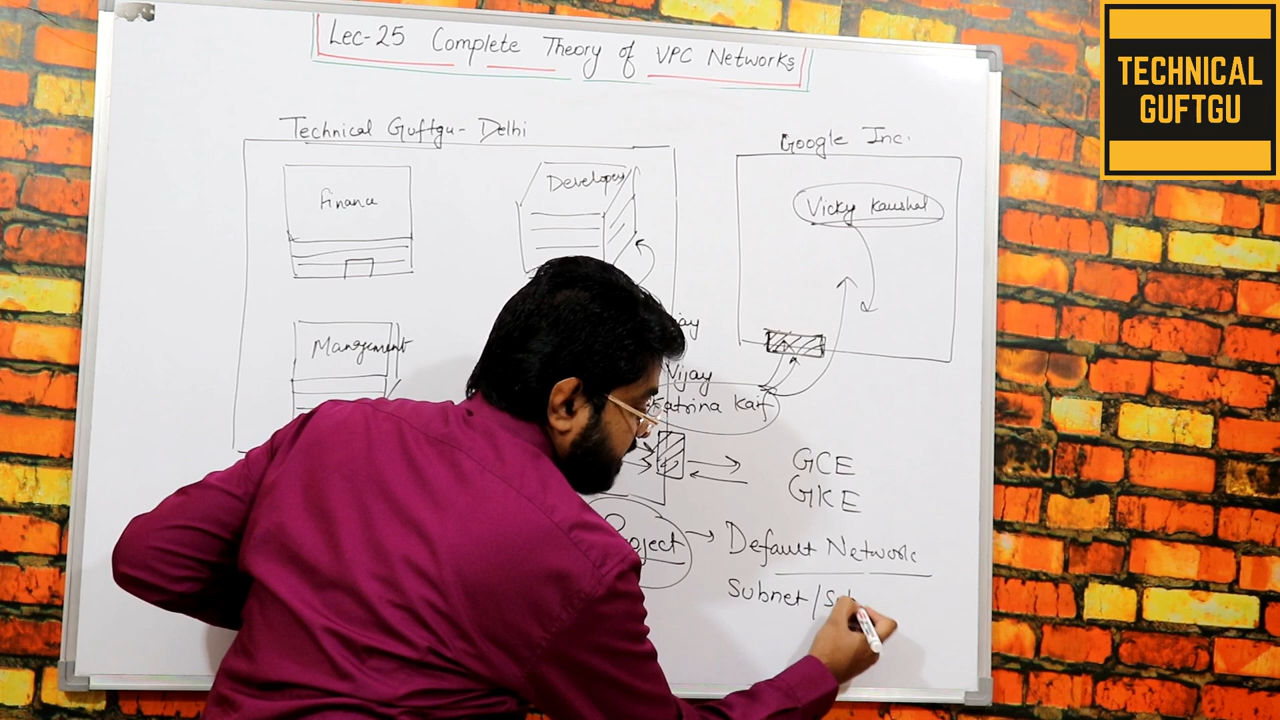 Lec-25 Complete Theory of VPC Networks
TECHNICAL
GUFTGU
Technical Guftgu- Delhi
Google Inc.
Finance
Developer
Vicky Kaushal
Management
Vijay
Katrina Kaif
GCE
GKE
Default Network
Subnet/